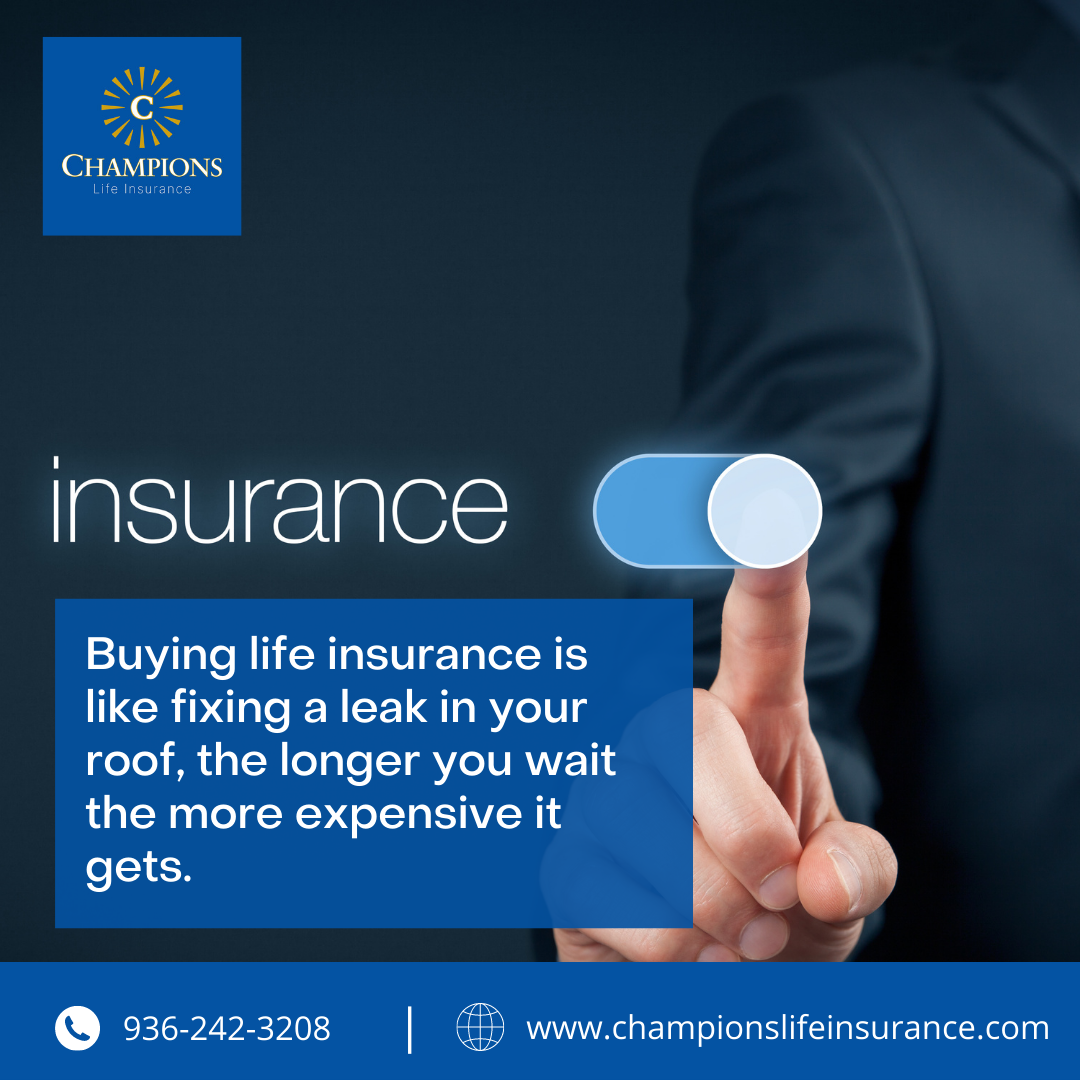 C
CHAMPIONS
Life Insurance
insurance
Buying life insurance is
like fixing a leak in your
roof, the longer you wait
the more expensive it
gets.
936-242-3208 | www.championslifeinsurance.com